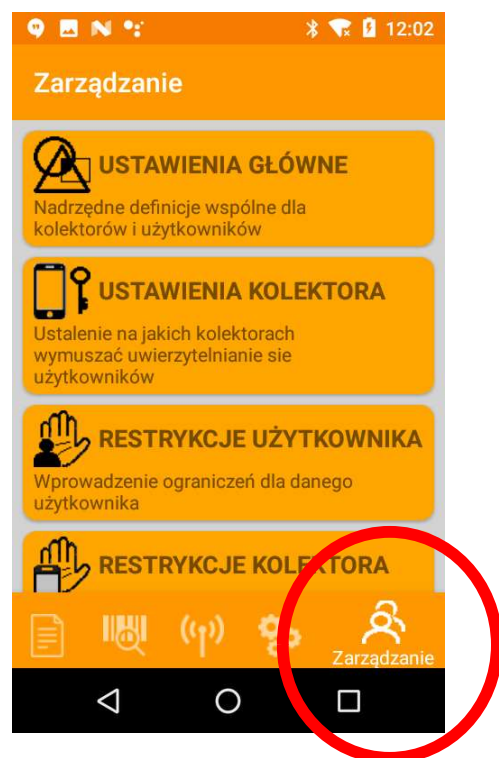 12:02
Zarządzanie
USTAWIENIA GŁÓWNE
Nadrzędne definicje wspólne dla
kolektorów i użytkowników
USTAWIENIA KOLEKTORA
Ustalenie na jakich kolektorach
wymuszać uwierzytelnianie sie
użytkowników
RESTRYKCJE UŻYTKOWNIKA
Wprowadzenie ograniczeń dla danego
użytkownika
RESTRYKCJE KOLEKTORA
Zarządzanie